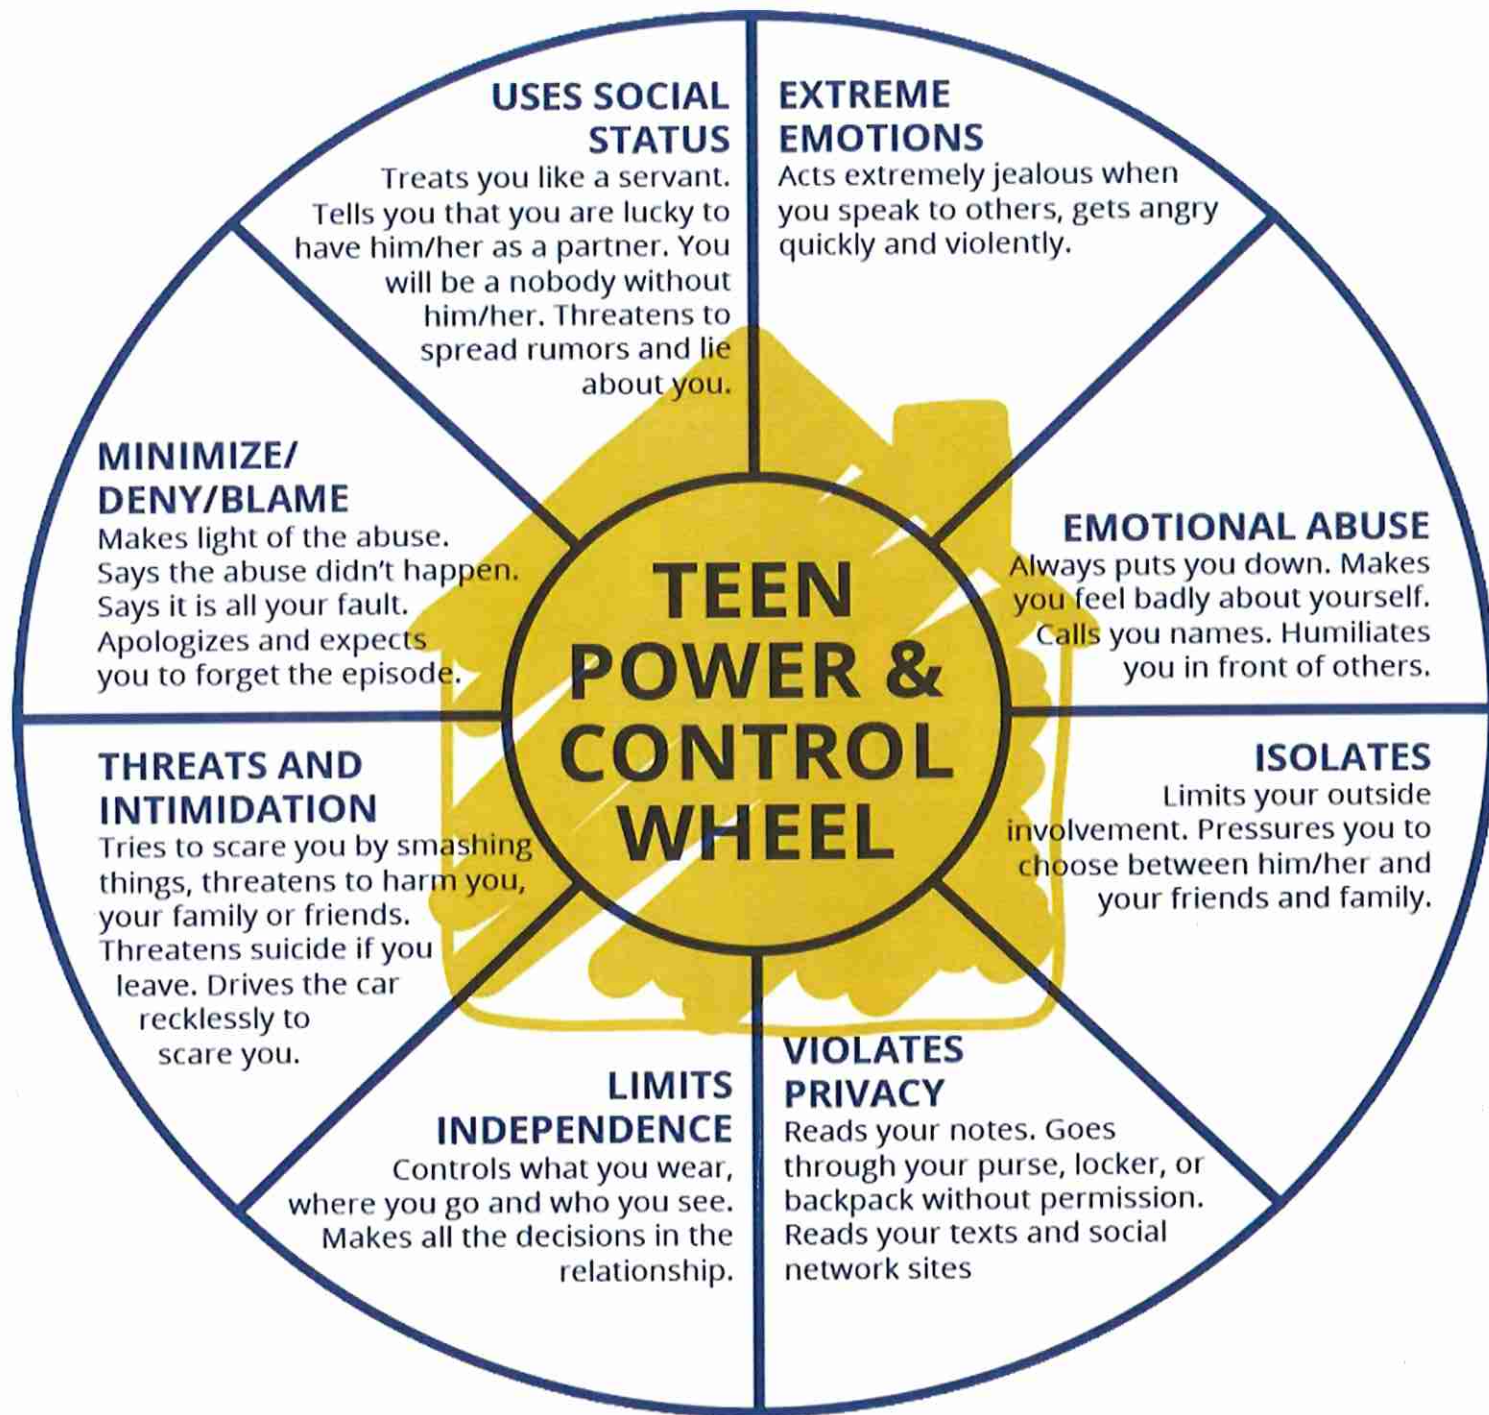 USES SOCIAL
STATUS
Treats you like a servant.
Tells you that you are lucky to
have him/her as a partner. You
will be a nobody without
him/her. Threatens to
spread rumors and lie
about you.
EXTREME
EMOTIONS
Acts extremely jealous when
you speak to others, gets angry
quickly and violently.
EMOTIONAL ABUSE
Always puts you down. Makes
you feel badly about yourself.
Calls you names. Humiliates
you in front of others.
ISOLATES
Limits your outside
involvement. Pressures you to
choose between him/her and
your friends and family.
VIOLATES
PRIVACY
Reads your notes. Goes
through your purse, locker, or
backpack without permission.
Reads your texts and social
network sites
LIMITS
INDEPENDENCE
Controls what you wear,
where you go and who you see.
Makes all the decisions in the
relationship.
THREATS AND
INTIMIDATION
Tries to scare you by smashing
things, threatens to harm you,
your family or friends.
Threatens suicide if you
leave. Drives the car
recklessly to
scare you.
MINIMIZE/
DENY/BLAME
Makes light of the abuse.
Says the abuse didn't happen.
Says it is all your fault.
Apologizes and expects
you to forget the episode.
TEEN
POWER &
CONTROL
WHEEL